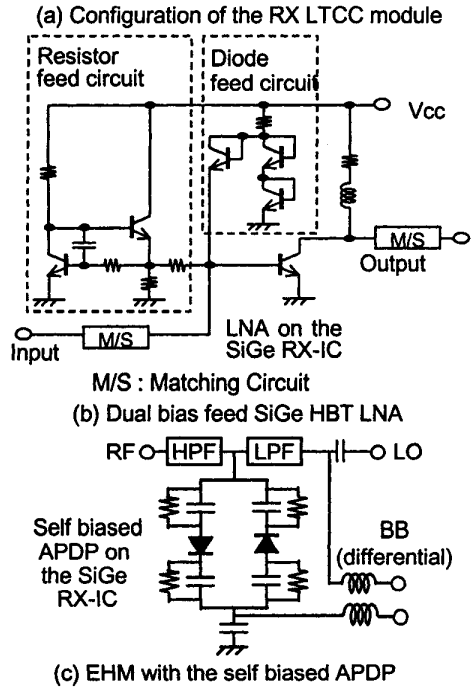 (a) Configuration of the RX LTCC module
Resistor
feed circuit
Diode
feed circuit
Vcc
M/S
Output
LNA on the
SiGe RX-IC
Input
M/S
M/S : Matching Circuit
(b) Dual bias feed SiGe HBT LNA
RF
HPF
LPF
LO
Self biased
APDP on
the SiGe
RX-IC
BB
(differential)
(c) EHM with the self biased APDP